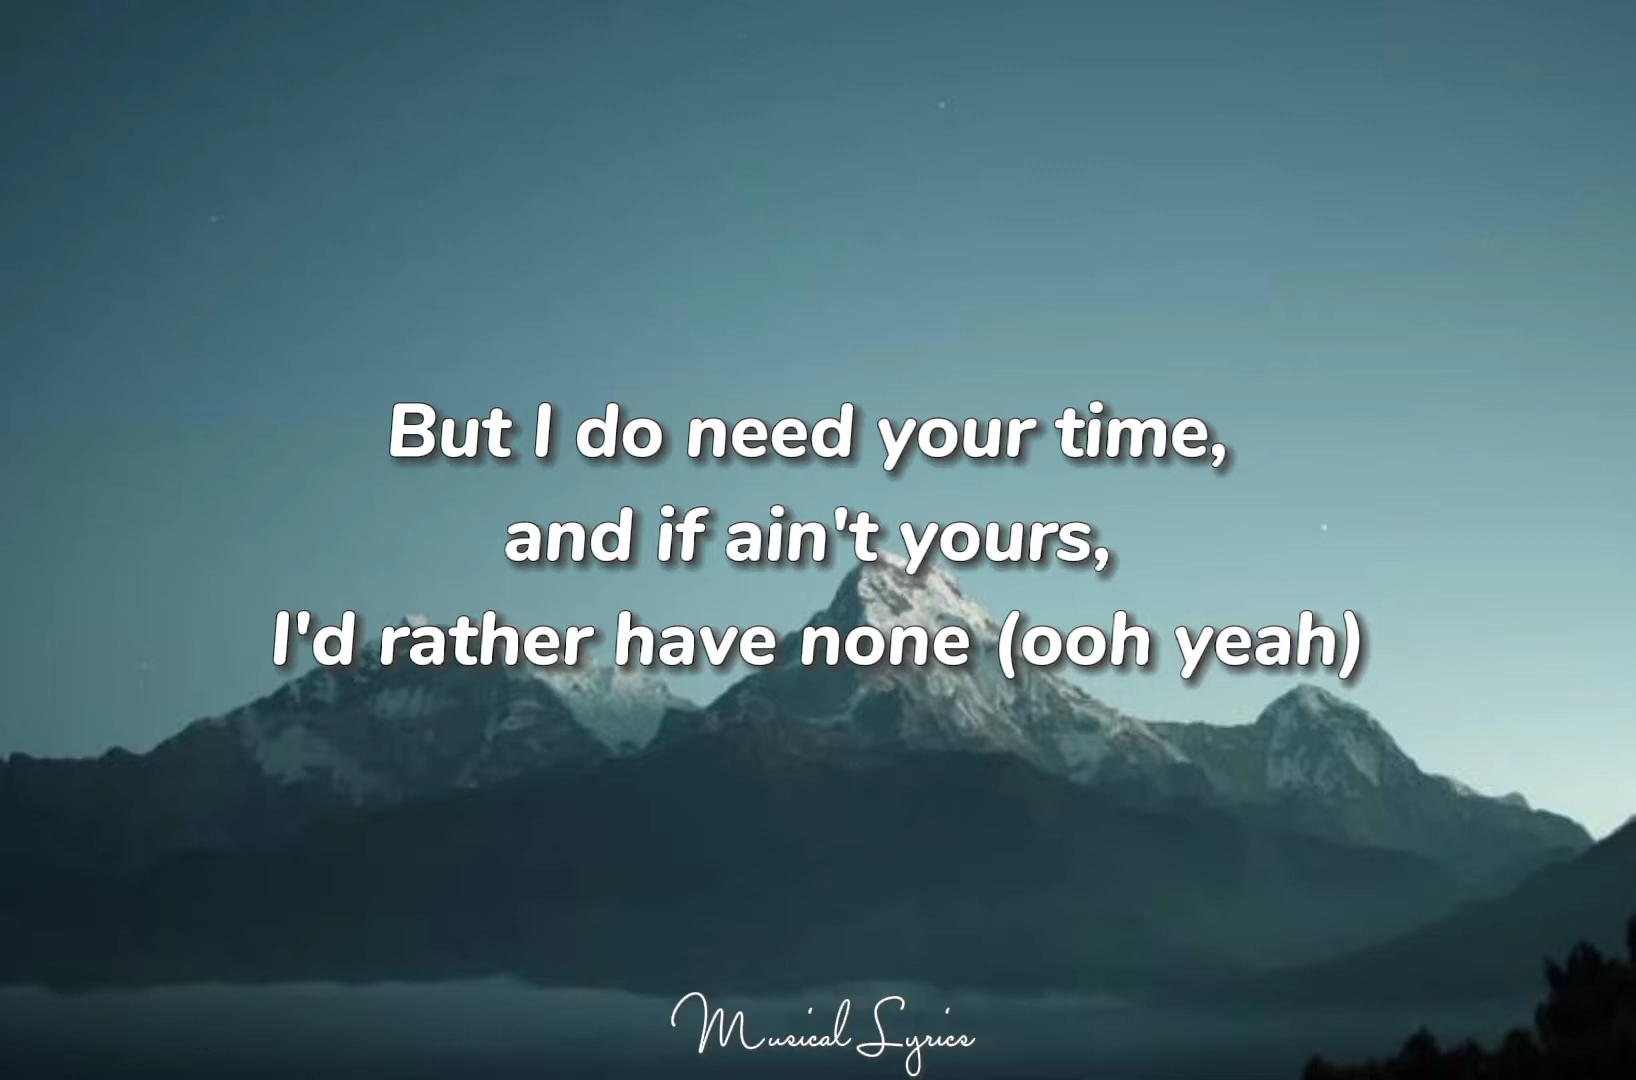 But I do need your time,
and if ain't yours,
I'd rather have none (ooh yeah)
Musical Lyrics